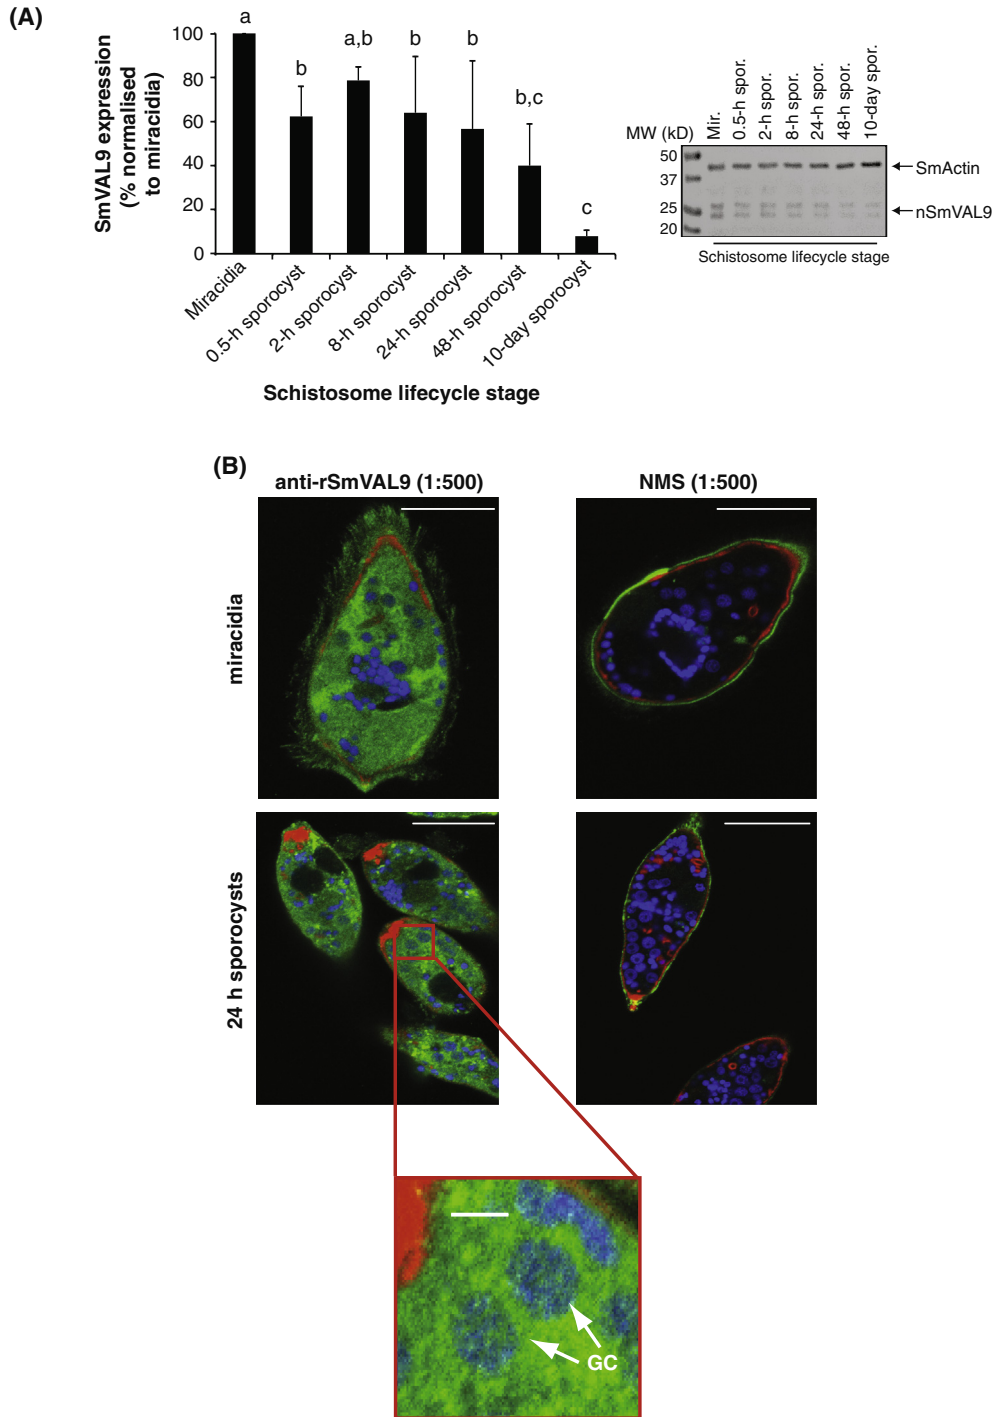 (A)
SmVAL9 expression
(% normalised
to miracidia)
100
80
60
40
20
0
a
b
a,b
b
b
b,c
c
Miracidia
0.5-h sporocyst
2-h sporocyst
8-h sporocyst
24-h sporocyst
48-h sporocyst
10-day sporocyst
Schistosome lifecycle stage
MW (kD)
Mir.
0.5-h spor.
2-h spor.
8-h spor.
24-h spor.
48-h spor.
10-day spor.
50
37
25
20
SmActin
nSmVAL9
Schistosome lifecycle stage
(B)
anti-rSmVAL9 (1:500)
NMS (1:500)
miracidia
24 h sporocysts
GC